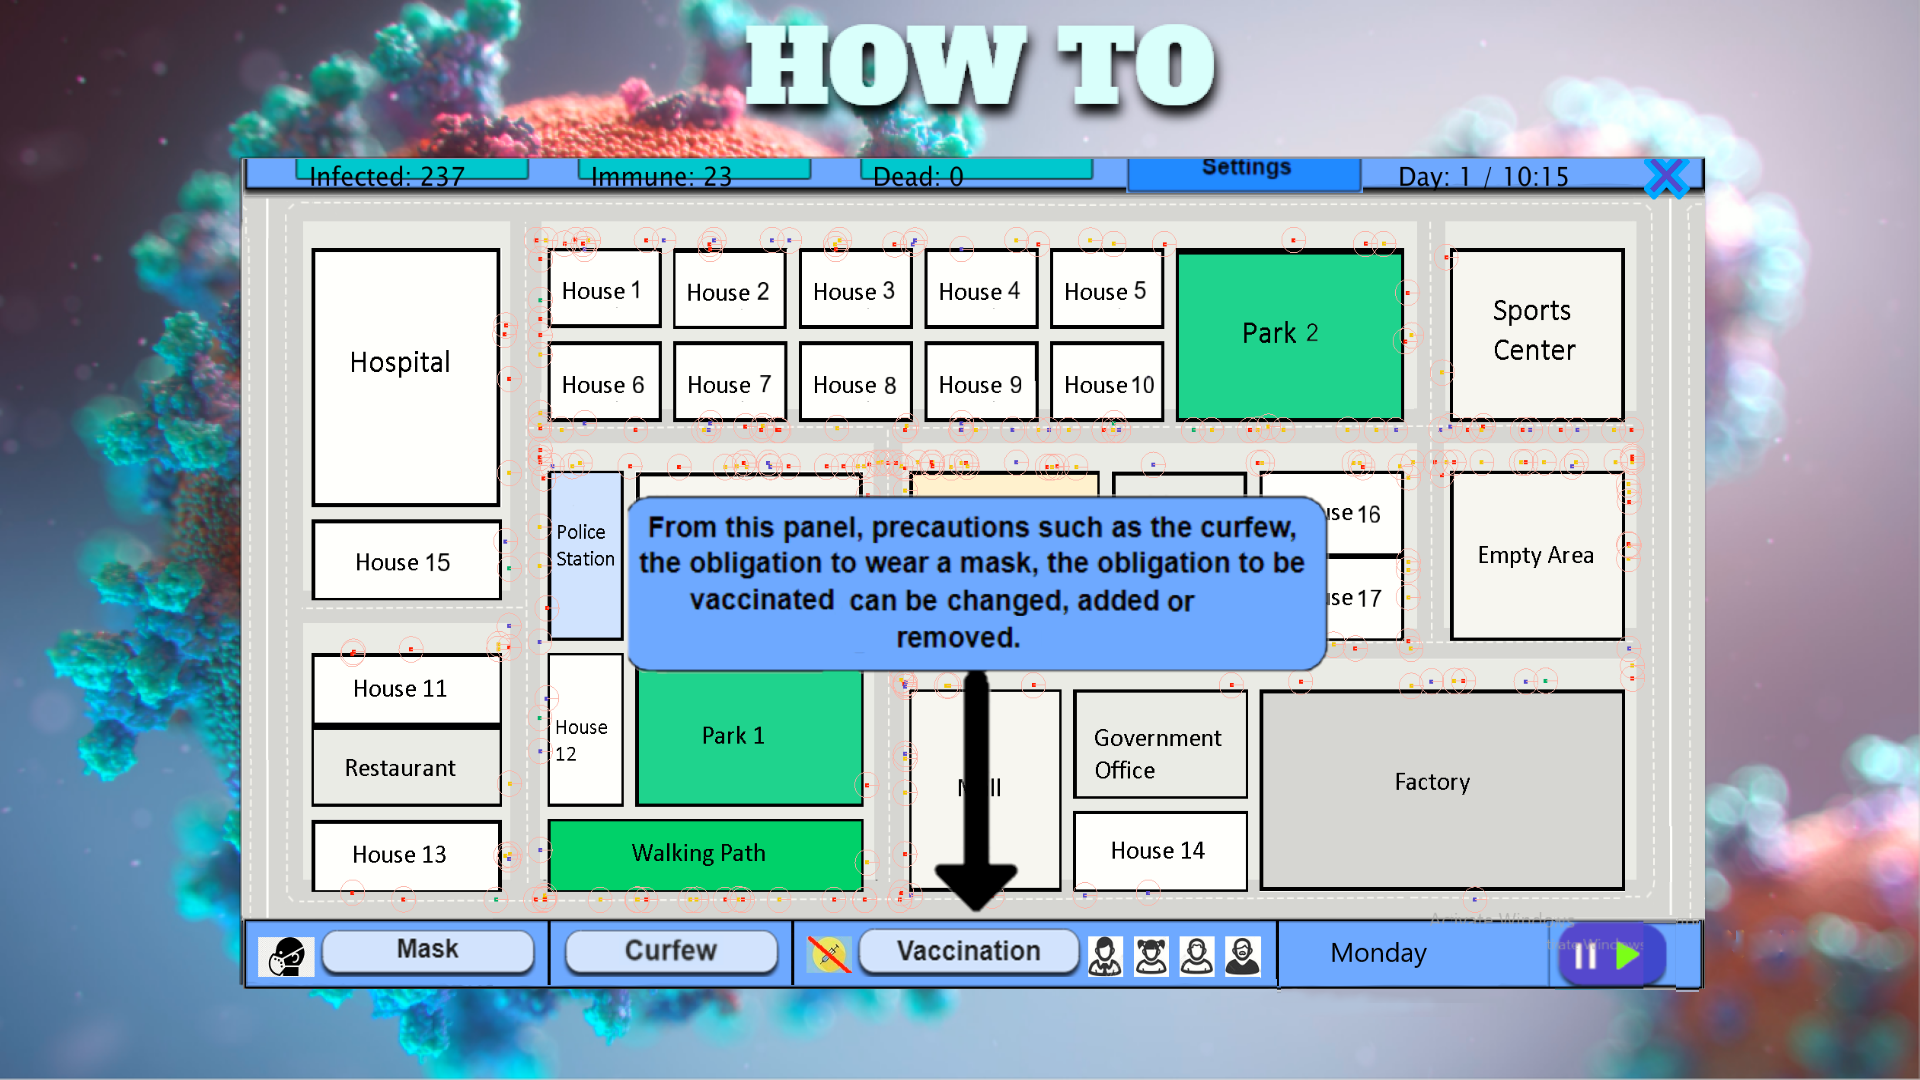 HOW TO
Infected: 237
Immune: 23
Dead: 0
Settings
Day: 1 / 10:15
Hospital
House 1
House 2
House 3
House 4
House 5
Park 2
Sports
Center
House 6
House 7
House 8
House 9
House 10
House 15
Police
Station
16
17
Empty Area
From this panel, precautions such as the curfew,
the obligation to wear a mask, the obligation to be
vaccinated can be changed, added or
removed.
House 11
Restaurant
House 12
Park 1
Government
Office
Factory
House 13
Walking Path
House 14
Mask
Curfew
Vaccination
Monday